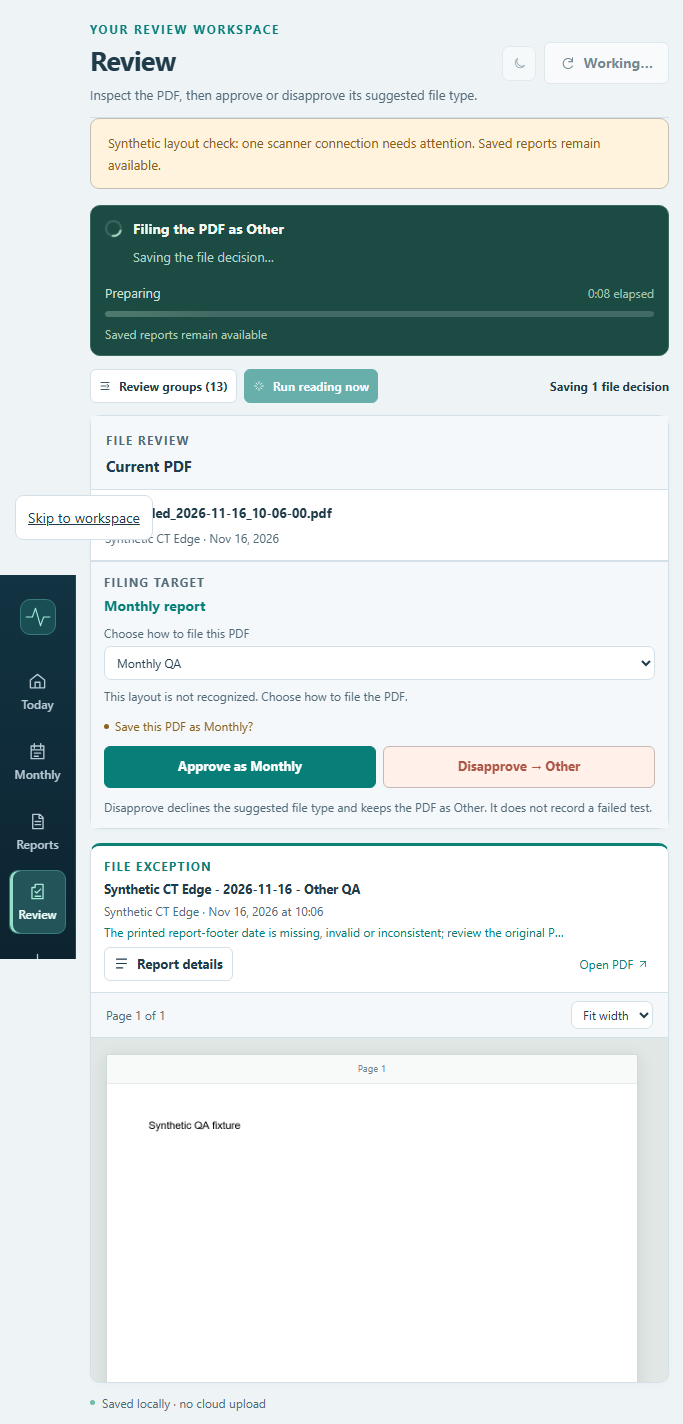 YOUR REVIEW WORKSPACE
Review
Working...
Inspect the PDF, then approve or disapprove its suggested file type.
Synthetic layout check: one scanner connection needs attention. Saved reports remain
available.
Filing the PDF as Other
Saving the file decision...
Preparing
0:08 elapsed
Saved reports remain available
Review groups (13)
Run reading now
Saving 1 file decision
FILE REVIEW
Current PDF
Skip to workspace
led_2026-11-16_10-06-00.pdf
Synthetic CT Edge · Nov 16, 2026
Today
Monthly
Reports
Review
FILING TARGET
Monthly report
Choose how to file this PDF
Monthly QA
This layout is not recognized. Choose how to file the PDF.
Save this PDF as Monthly?
Approve as Monthly
Disapprove → Other
Disapprove declines the suggested file type and keeps the PDF as Other. It does not record a failed test.
FILE EXCEPTION
Synthetic CT Edge - 2026-11-16 - Other QA
Synthetic CT Edge · Nov 16, 2026 at 10:06
The printed report-footer date is missing, invalid or inconsistent; review the original P...
Report details
Open PDF ↗
Page 1 of 1
Fit width
Page 1
Synthetic QA fixture
Saved locally · no cloud upload